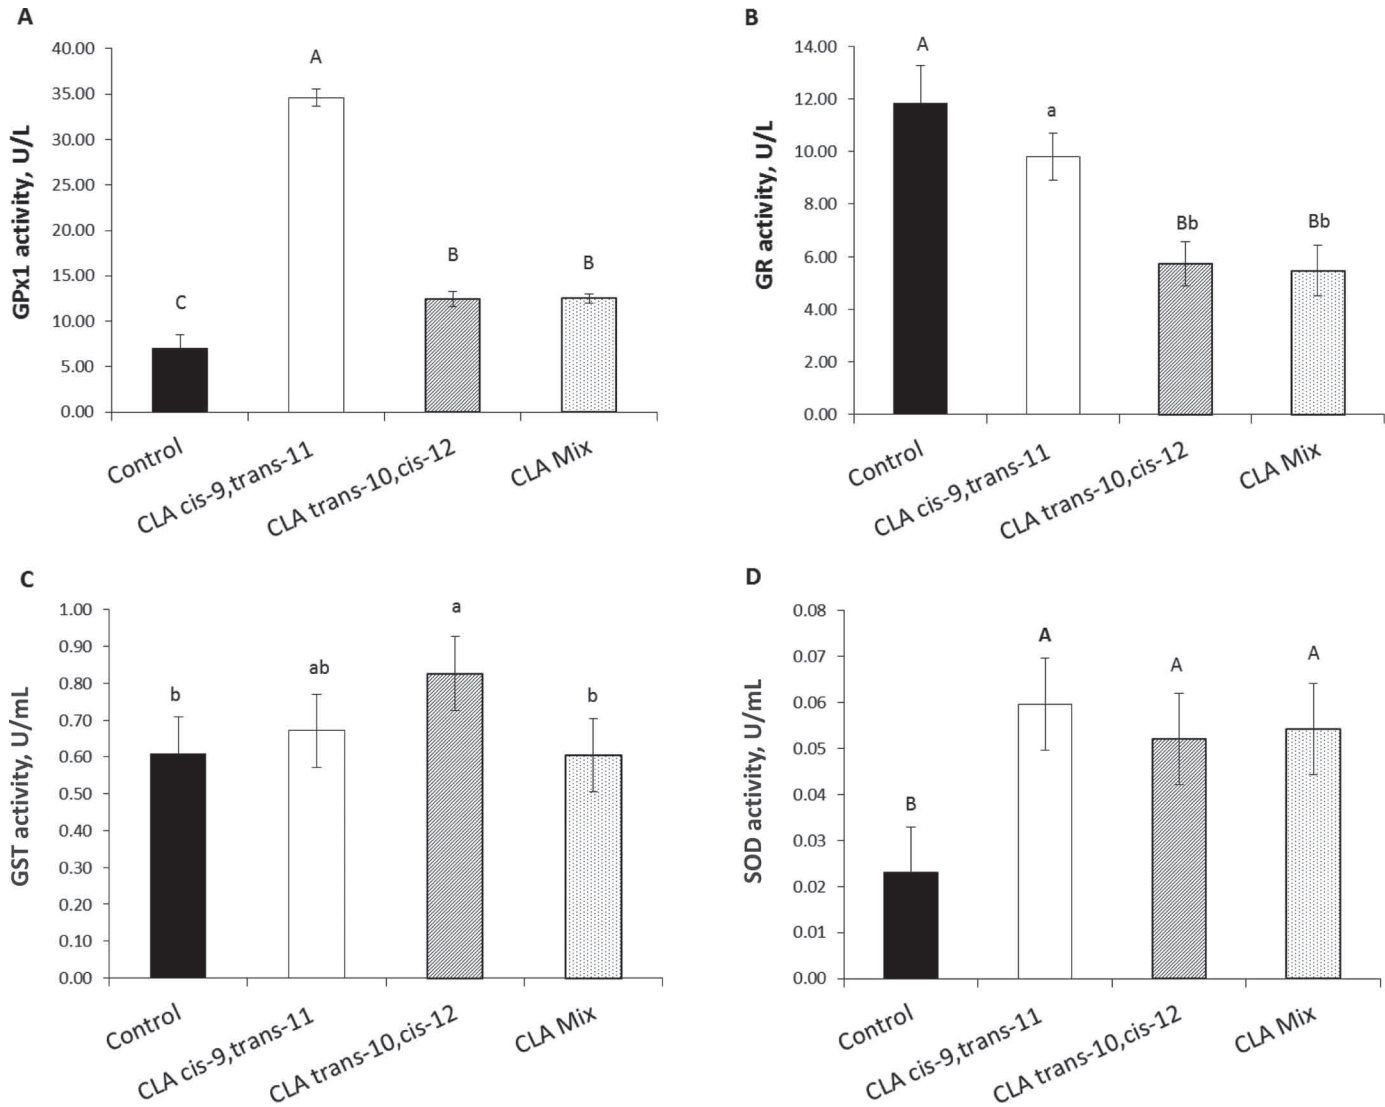 A
GPx1 activity, U/L
40.00
35.00
30.00
25.00
20.00
15.00
10.00
5.00
0.00
C
A
B
B
Control
CLA cis-9,trans-11
CLA trans-10,cis-12
CLA Mix
B
GR activity, U/L
14.00
12.00
10.00
8.00
6.00
4.00
2.00
0.00
A
a
Bb
Bb
Control
CLA cis-9,trans-11
CLA trans-10,cis-12
CLA Mix
C
GST activity, U/mL
1.00
0.90
0.80
0.70
0.60
0.50
0.40
0.30
0.20
0.10
0.00
b
ab
a
b
Control
CLA cis-9,trans-11
CLA trans-10,cis-12
CLA Mix
D
SOD activity, U/mL
0.08
0.07
0.06
0.05
0.04
0.03
0.02
0.01
0.00
B
A
A
A
Control
CLA cis-9,trans-11
CLA trans-10,cis-12
CLA Mix